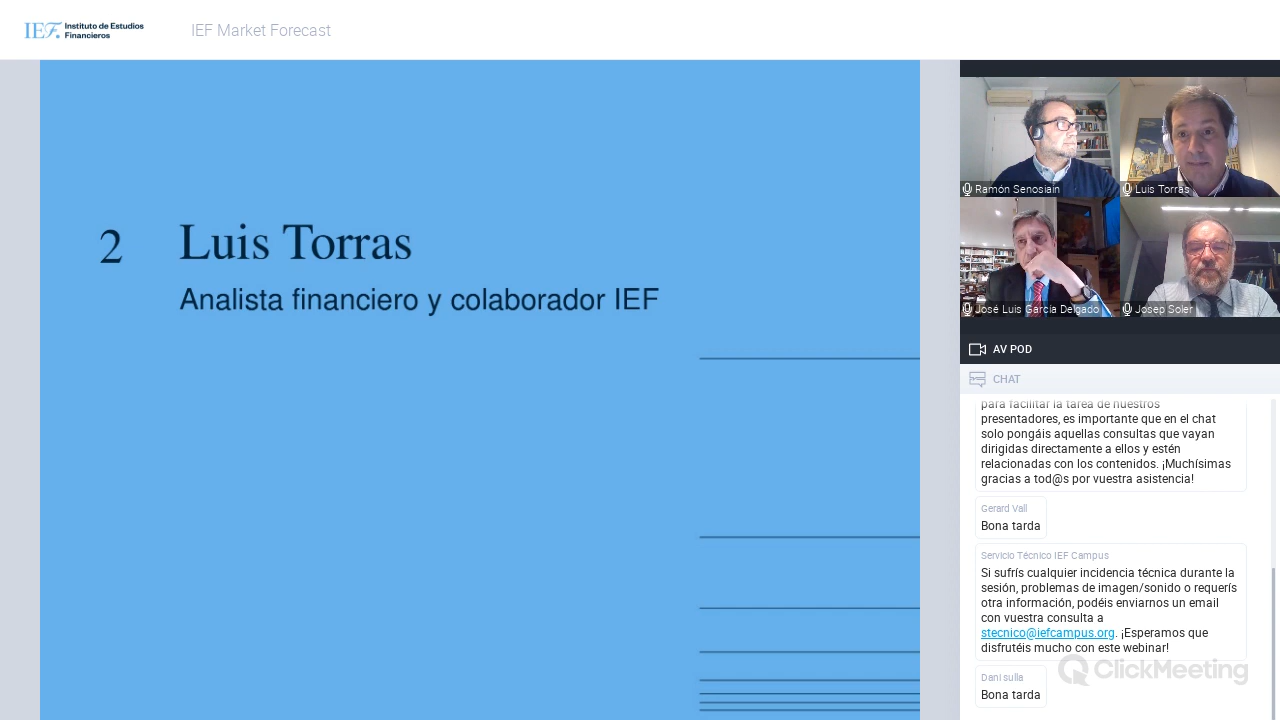 IEF. Instituto de Estudios
Financieros
IEF Market Forecast
2 Luis Torras
Analista financiero y colaborador IEF
Ramón Senosiain
Luis Torras
José Luis García Delgado
Josep Soler
AV POD
CHAT
para facilitar la tarea de nuestros
presentadores, es importante que en el chat
solo pongáis aquellas consultas que vayan
dirigidas directamente a ellos y estén
relacionadas con los contenidos. ¡Muchísimas
gracias a tod@s por vuestra asistencia!
Gerard Vall
Bona tarda
Servicio Técnico IEF Campus
Si sufrís cualquier incidencia técnica durante la
sesión, problemas de imagen/sonido o requerís
otra información, podéis enviarnos un email
con vuestra consulta a
stecnico@iefcampus.org. ¡Esperamos que
disfrutéis mucho con este webinar!
ClickMeeting
Dani sulla
Bona tarda